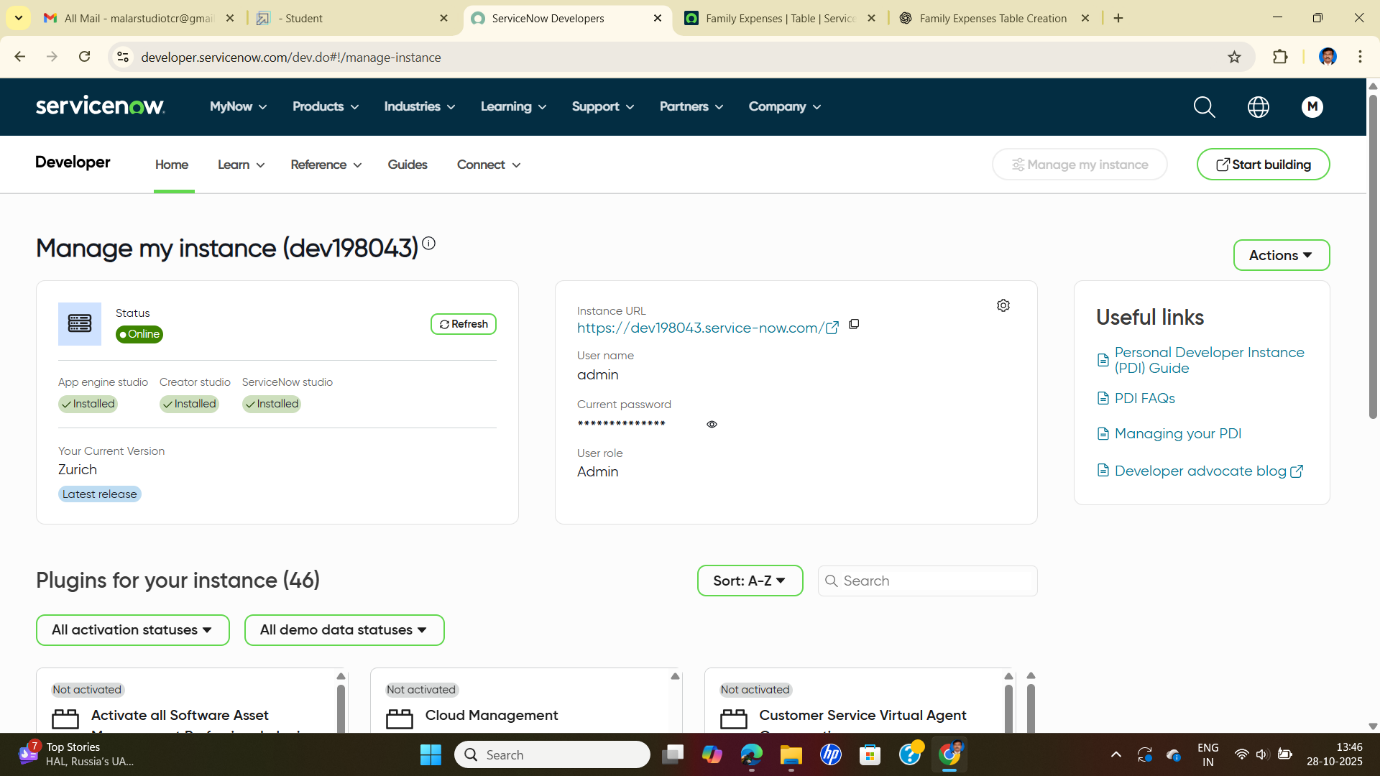 All Mail - malarstudiotcr@gmai
- Student
ServiceNow Developers
Family Expenses | Table | Service
Family Expenses Table Creation
developer.servicenow.com/dev.do#!/manage-instance
servicenow
MyNow
Products
Industries
Learning
Support
Partners
Company
M
Developer
Home
Learn
Reference
Guides
Connect
Manage my instance
Start building
Manage my instance (dev198043)
Actions
Status
Online
Refresh
App engine studio
Creator studio
ServiceNow studio
Installed
Installed
Installed
Your Current Version
Zurich
Latest release
Instance URL
https://dev198043.service-now.com/
User name
admin
Current password
**************
User role
Admin
Useful links
Personal Developer Instance
(PDI) Guide
PDI FAQs
Managing your PDI
Developer advocate blog
Plugins for your instance (46)
Sort: A-Z
Search
All activation statuses
All demo data statuses
Not activated
Activate all Software Asset
Not activated
Cloud Management
Not activated
Customer Service Virtual Agent
7
Top Stories
HAL, Russia's UA...
Search
ENG
IN
13:46
28-10-2025